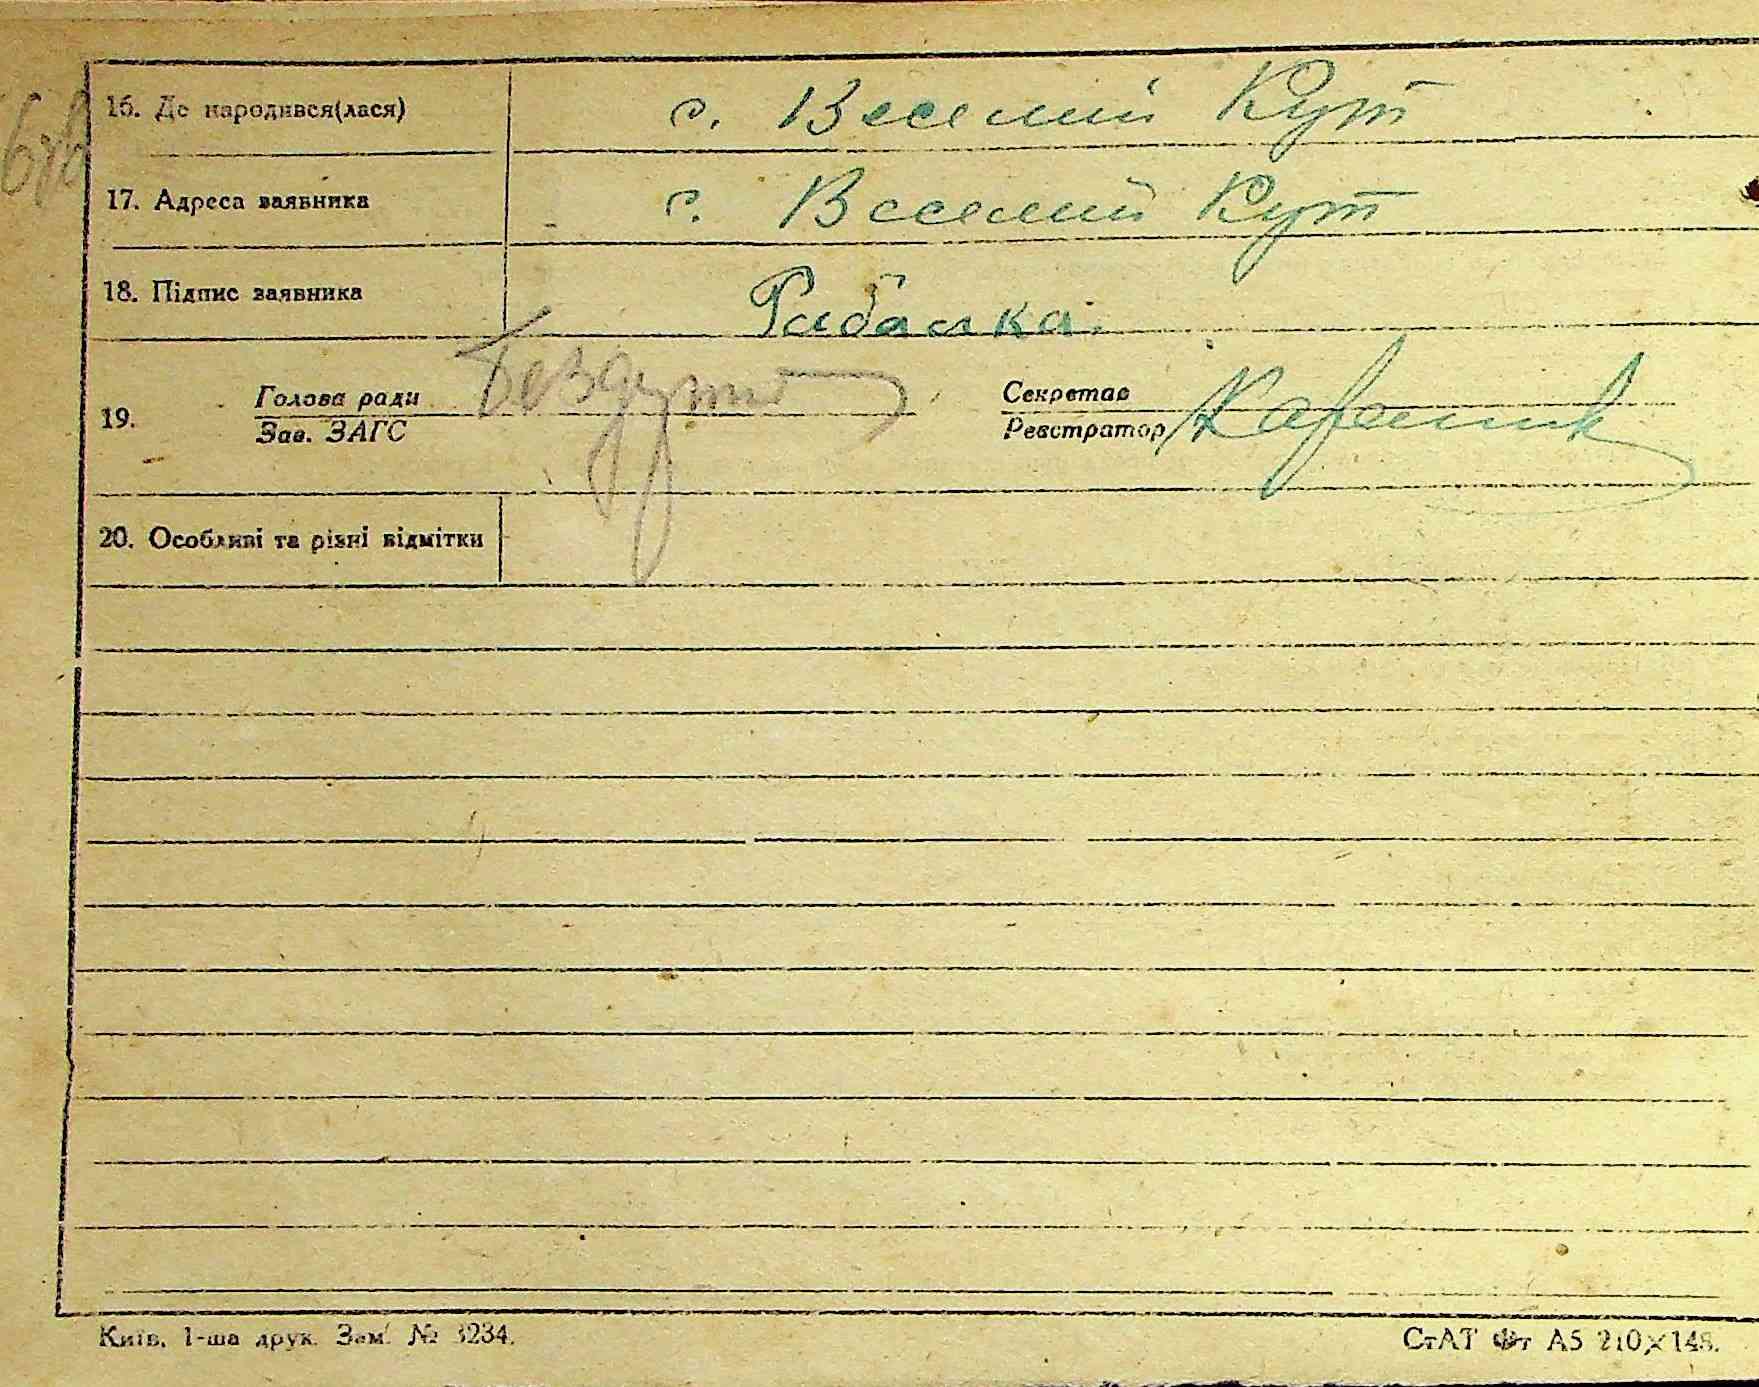 16. Де народився(лася) с. Веселий Кут
17. Адреса заявника с. Веселий Кут
18. Підпис заявника Рибалка.
19. Голова ради Секретар
Зав. ЗАГС Реєстратор
20. Особливі та різні відмітки
Київ, 1-ша друк. Зам. № 3234. СтАТ Фт А5 210×148.